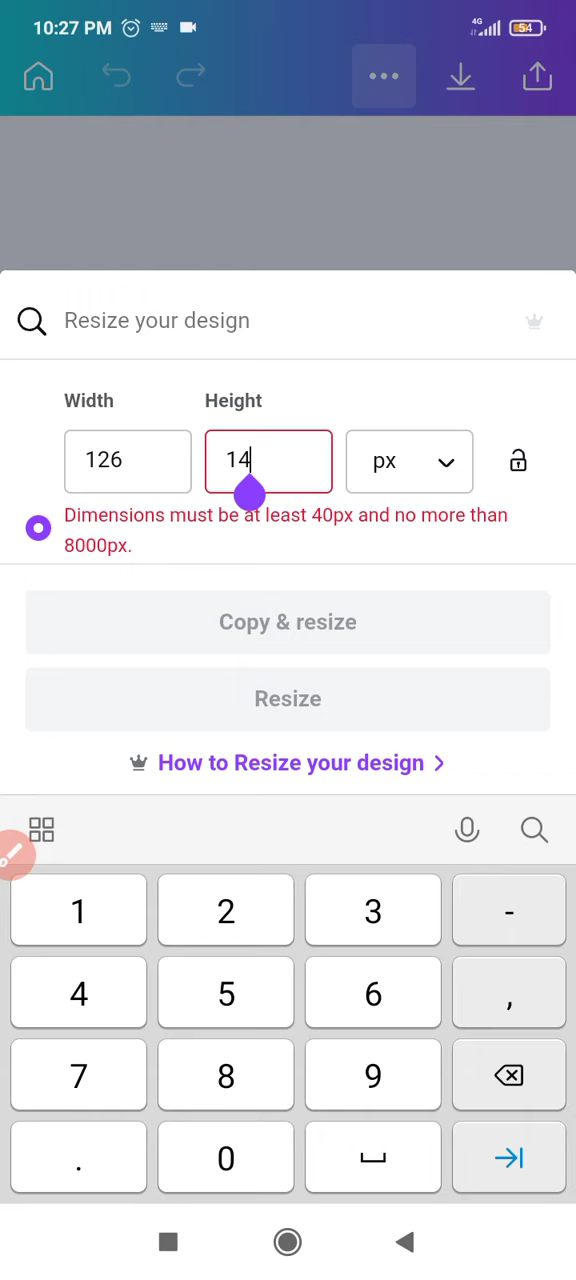 10:27 PM 4G 54
Resize your design
Width Height
126 14 px
Dimensions must be at least 40px and no more than
8000px.
Copy & resize
Resize
How to Resize your design
1 2 3 -
4 5 6 ,
7 8 9
. 0